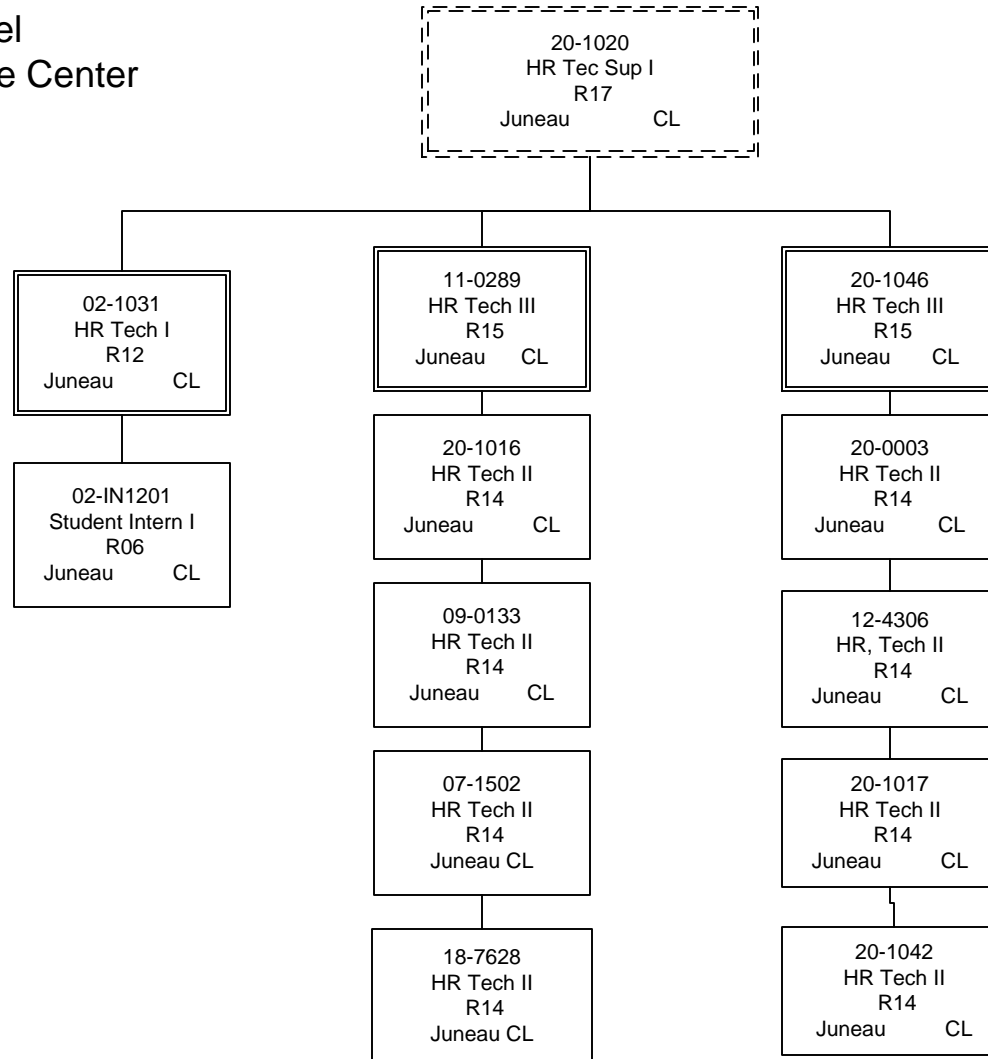 el
e Center
20-1020
HR Tec Sup I
R17
Juneau CL
02-1031
HR Tech I
R12
Juneau CL
02-IN1201
Student Intern I
R06
Juneau CL
11-0289
HR Tech III
R15
Juneau CL
20-1016
HR Tech II
R14
Juneau CL
09-0133
HR Tech II
R14
Juneau CL
07-1502
HR Tech II
R14
Juneau CL
18-7628
HR Tech II
R14
Juneau CL
20-1046
HR Tech III
R15
Juneau CL
20-0003
HR Tech II
R14
Juneau CL
12-4306
HR, Tech II
R14
Juneau CL
20-1017
HR Tech II
R14
Juneau CL
20-1042
HR Tech II
R14
Juneau CL